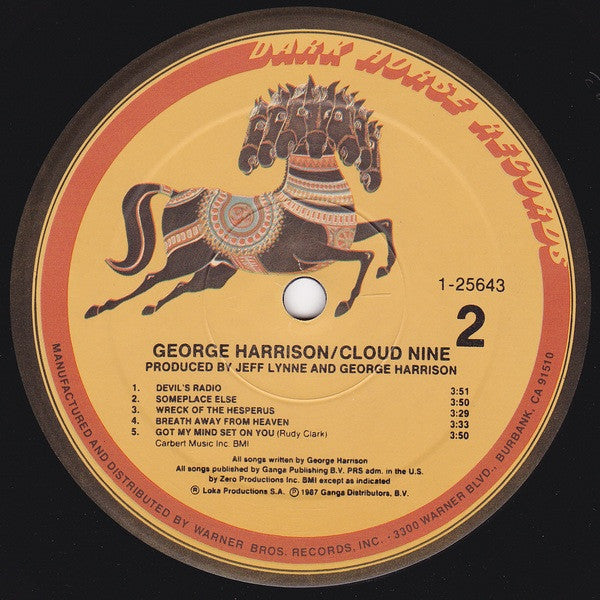 DARK HORSE RECORDS
1-25643
2
GEORGE HARRISON/CLOUD NINE
PRODUCED BY JEFF LYNNE AND GEORGE HARRISON
1. DEVIL'S RADIO 3:51
2. SOMEPLACE ELSE 3:50
3. WRECK OF THE HESPERUS 3:29
4. BREATH AWAY FROM HEAVEN 3:33
5. GOT MY MIND SET ON YOU (Rudy Clark) 3:50
Carbert Music Inc. BMI
All songs written by George Harrison
All songs published by Ganga Publishing B.V. PRS adm. in the U.S.
by Zero Productions Inc. BMI except as indicated
® Loka Productions S.A. ℗ 1987 Ganga Distributors, B.V.
MANUFACTURED AND DISTRIBUTED BY WARNER BROS. RECORDS, INC. · 3300 WARNER BLVD., BURBANK, CA 91510